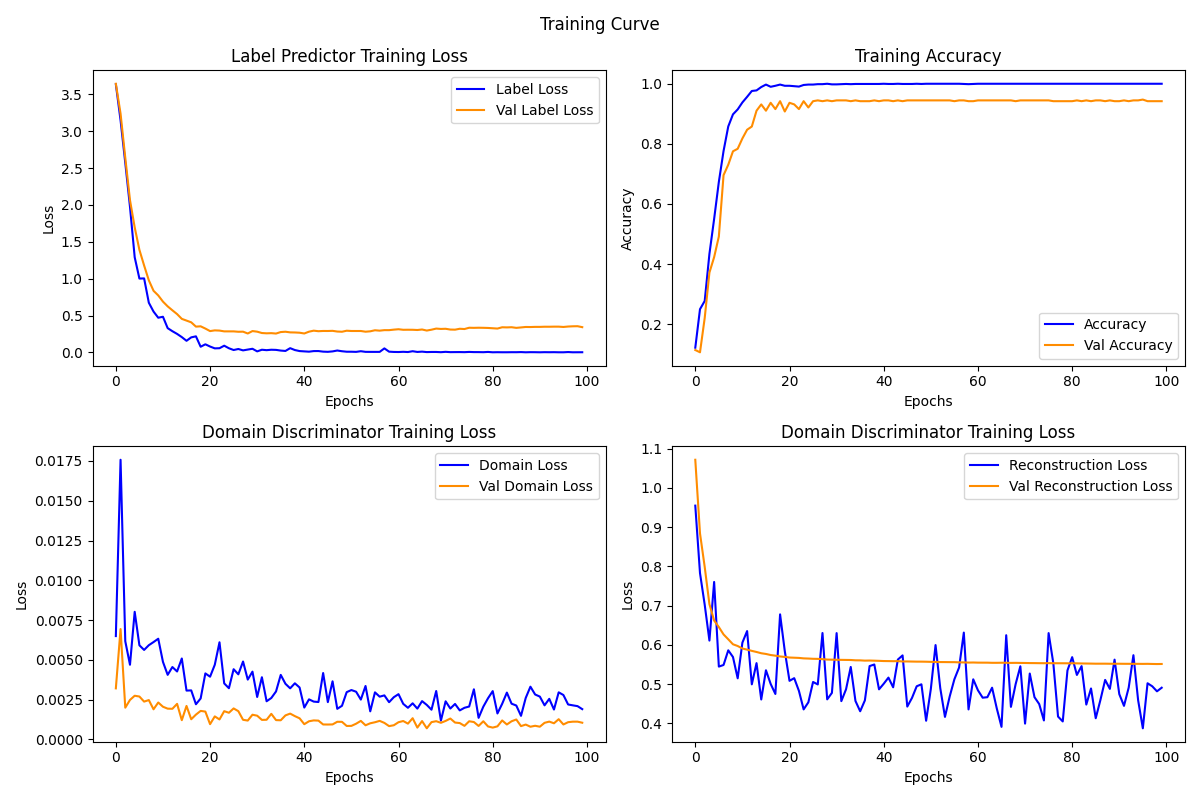 Training Curve
Label Predictor Training Loss
3.5
3.0
2.5
2.0
1.5
1.0
0.5
0.0
Loss
Label Loss
Val Label Loss
0 20 40 60 80 100
Epochs
Training Accuracy
1.0
0.8
0.6
0.4
0.2
Accuracy
Accuracy
Val Accuracy
0 20 40 60 80 100
Epochs
Domain Discriminator Training Loss
0.0175
0.0150
0.0125
0.0100
0.0075
0.0050
0.0025
0.0000
Loss
Domain Loss
Val Domain Loss
0 20 40 60 80 100
Epochs
Domain Discriminator Training Loss
1.1
1.0
0.9
0.8
0.7
0.6
0.5
0.4
Loss
Reconstruction Loss
Val Reconstruction Loss
0 20 40 60 80 100
Epochs